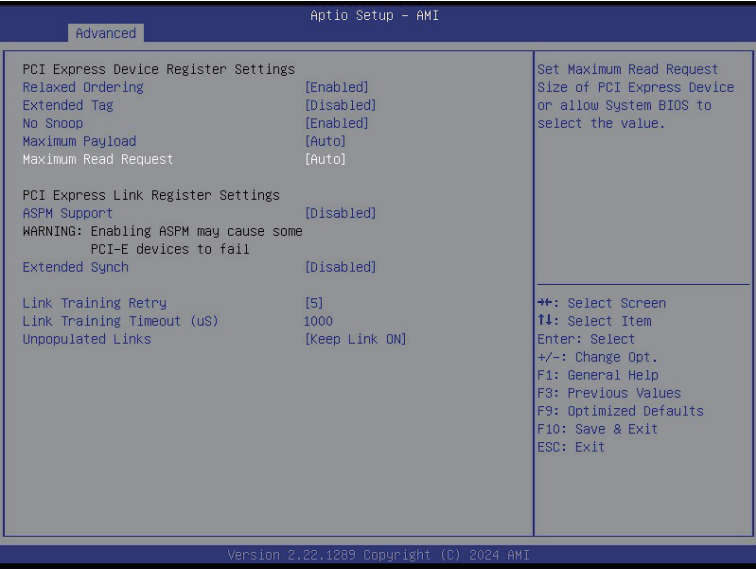 Aptio Setup – AMI
Advanced
PCI Express Device Register Settings
Relaxed Ordering [Enabled]
Extended Tag [Disabled]
No Snoop [Enabled]
Maximum Payload [Auto]
Maximum Read Request [Auto]
PCI Express Link Register Settings
ASPM Support [Disabled]
WARNING: Enabling ASPM may cause some
PCI-E devices to fail
Extended Synch [Disabled]
Link Training Retry [5]
Link Training Timeout (uS) 1000
Unpopulated Links [Keep Link ON]
Set Maximum Read Request
Size of PCI Express Device
or allow System BIOS to
select the value.
→←: Select Screen
↑↓: Select Item
Enter: Select
+/-: Change Opt.
F1: General Help
F3: Previous Values
F9: Optimized Defaults
F10: Save & Exit
ESC: Exit
Version 2.22.1289 Copyright (C) 2024 AMI